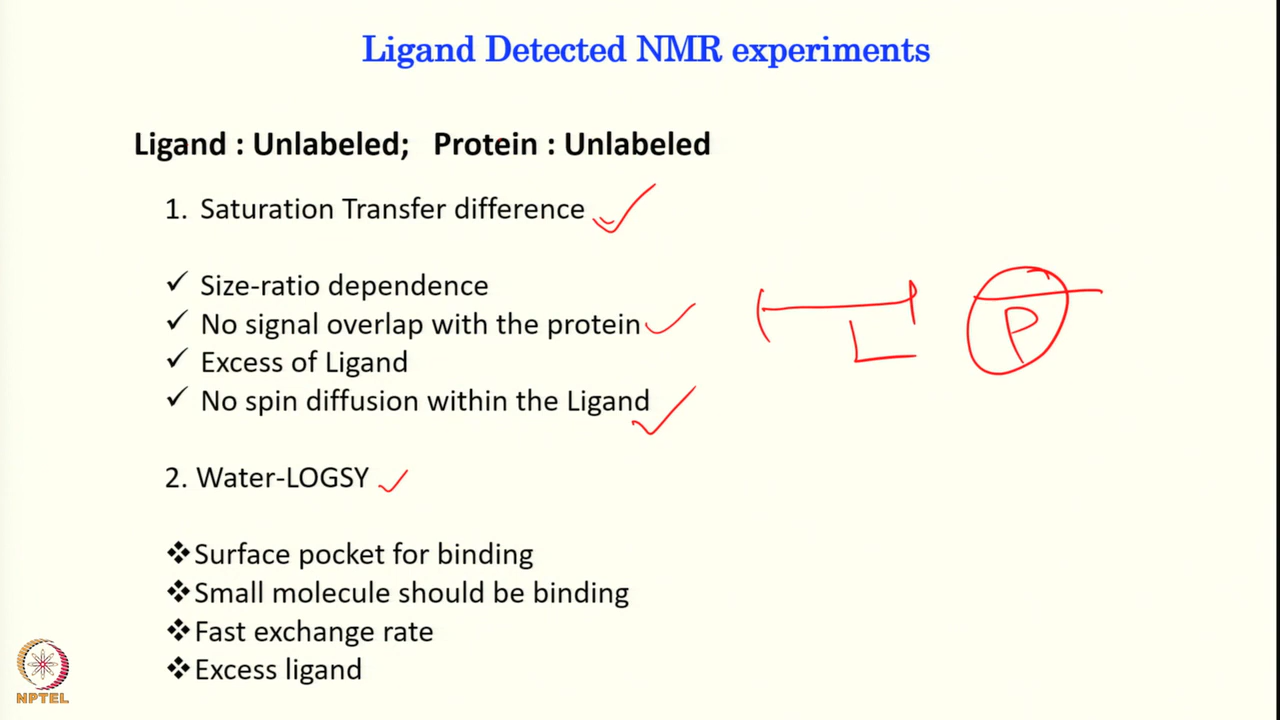 Ligand Detected NMR experiments
Ligand : Unlabeled; Protein : Unlabeled
1. Saturation Transfer difference
✓ Size-ratio dependence
✓ No signal overlap with the protein
✓ Excess of Ligand
✓ No spin diffusion within the Ligand
L P
2. Water-LOGSY
❖Surface pocket for binding
❖Small molecule should be binding
❖Fast exchange rate
❖Excess ligand
NPTEL